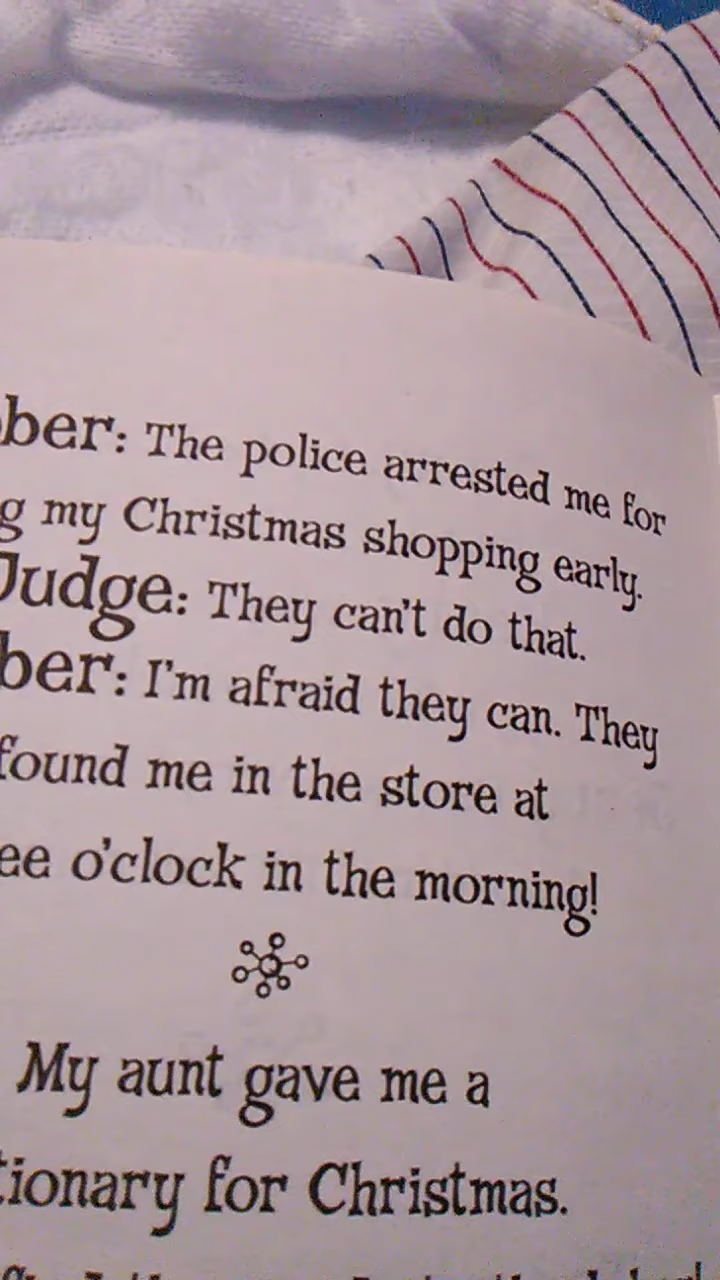 ber: The police arrested me for
g my Christmas shopping early.
Judge: They can't do that.
ber: I'm afraid they can. They
found me in the store at
ee o'clock in the morning!
My aunt gave me a
tionary for Christmas.